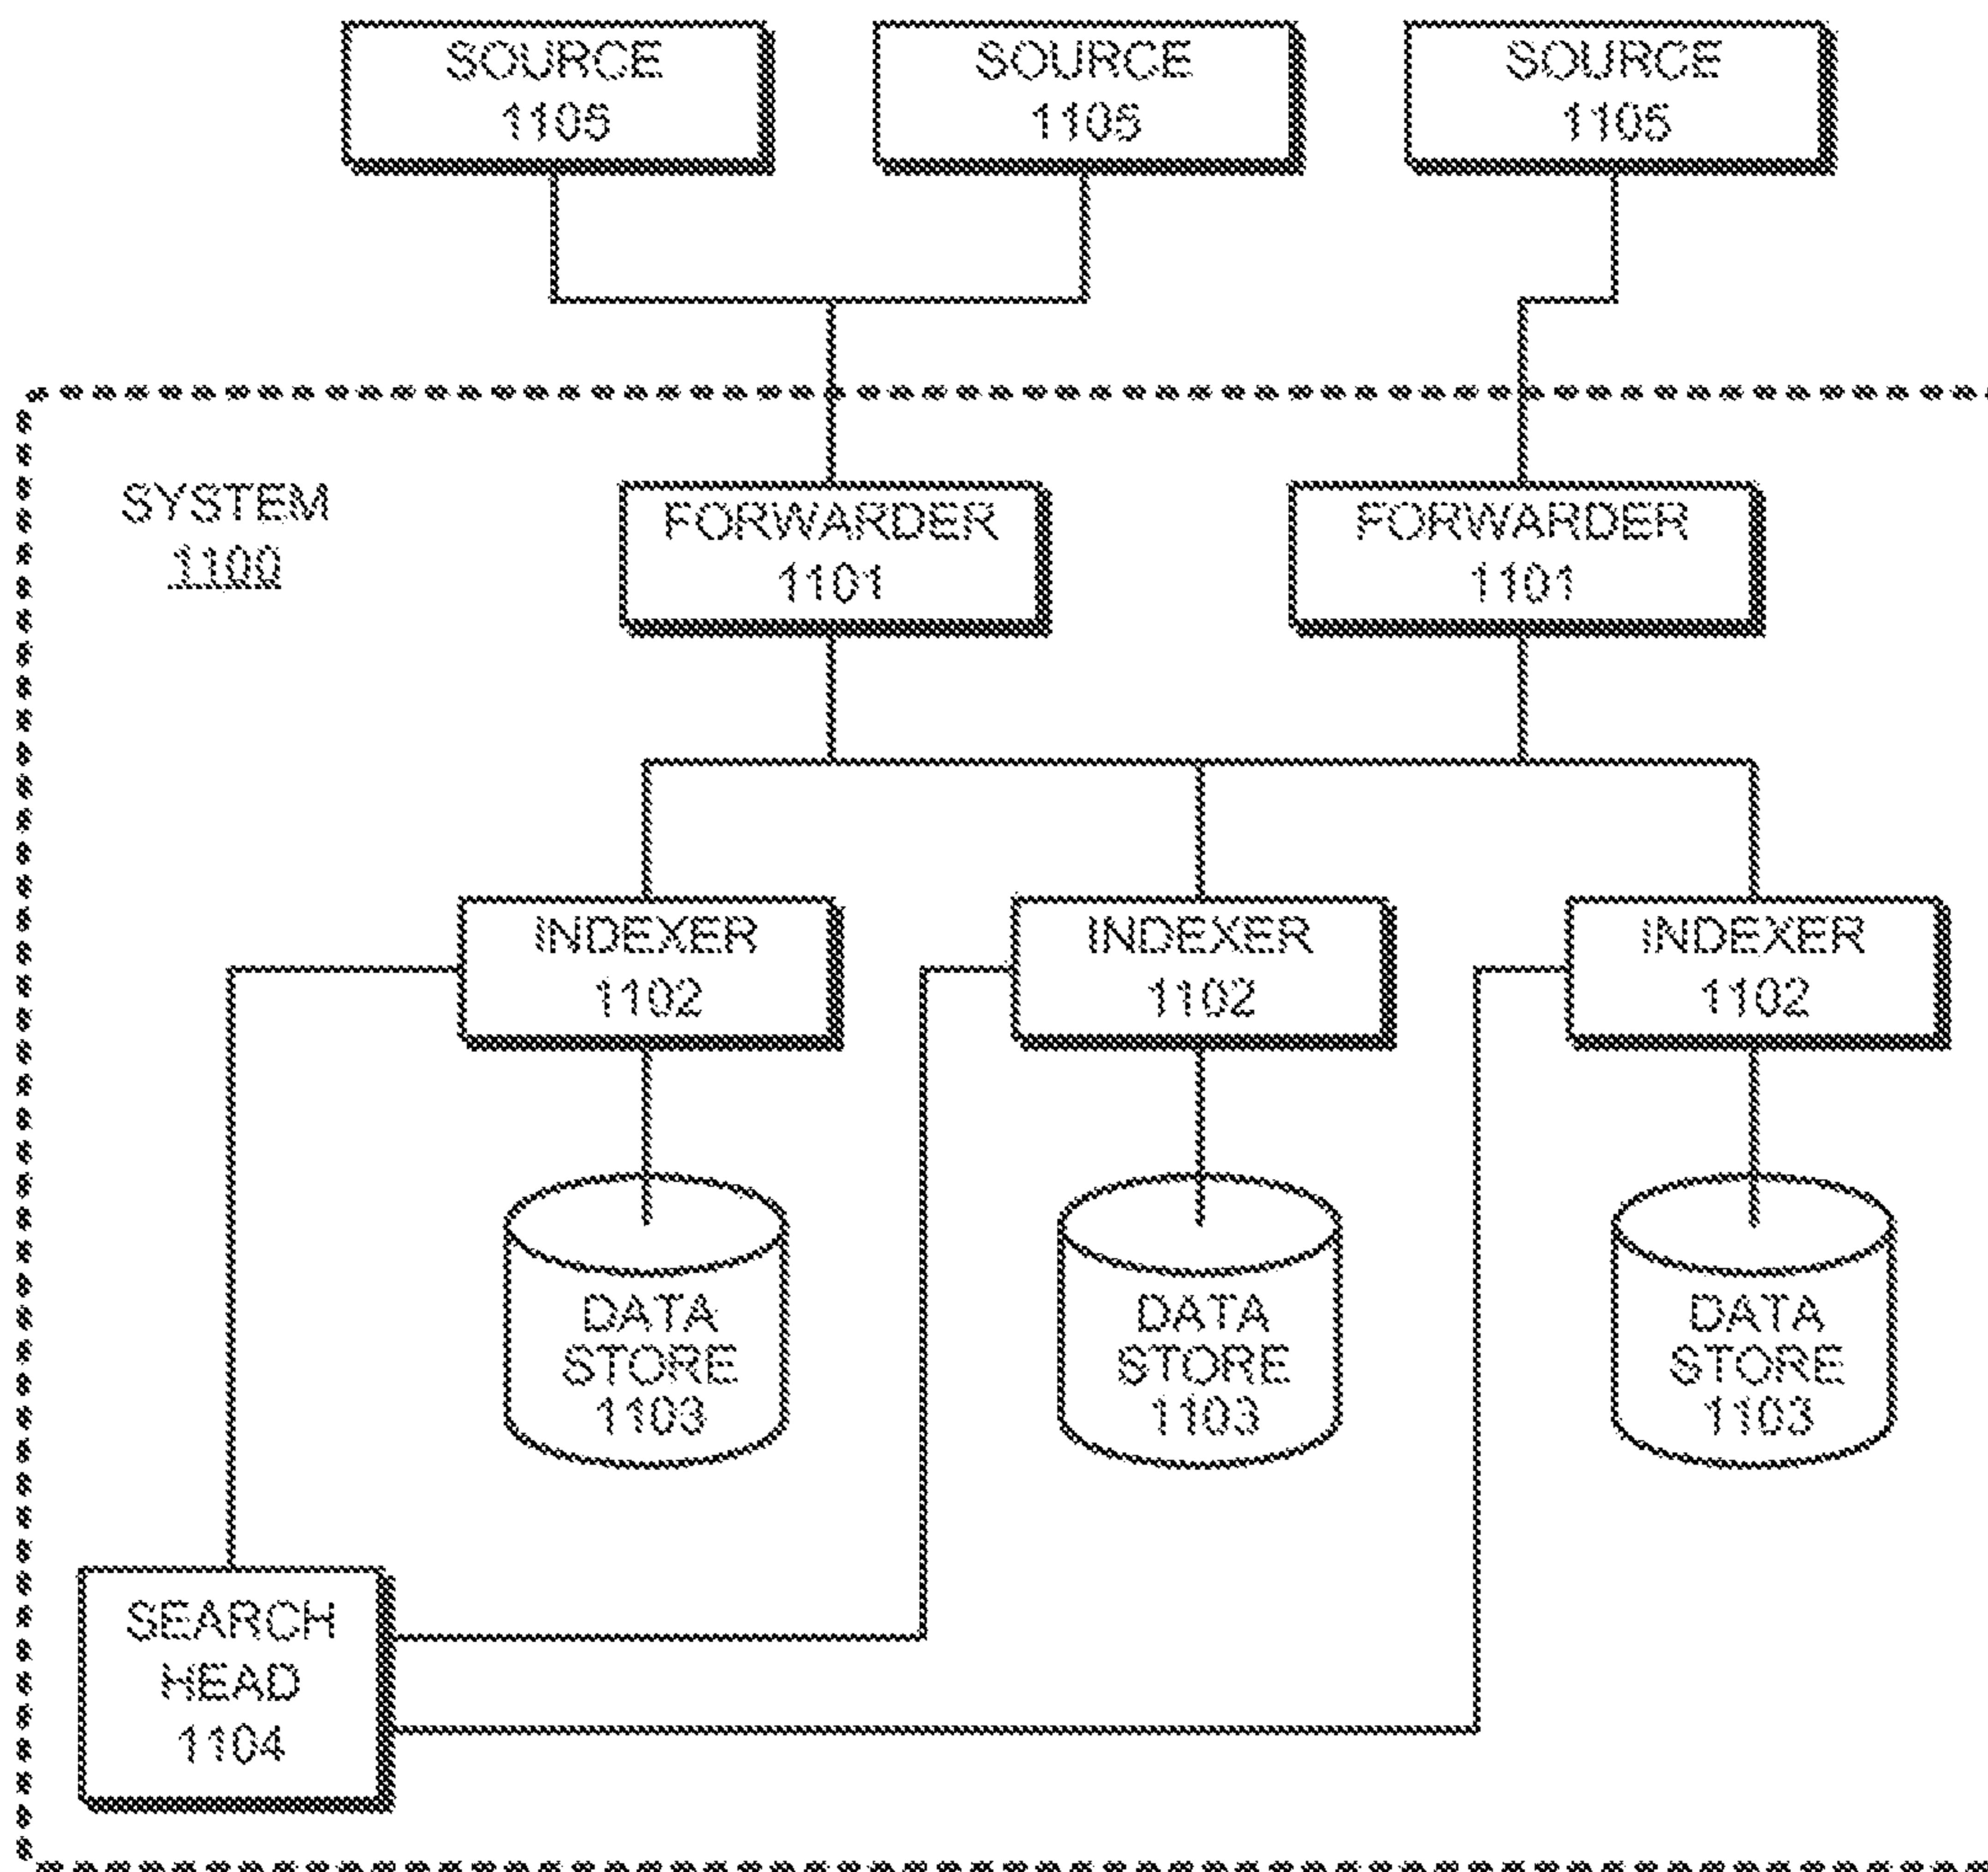 SOURCE
1105
SOURCE
1105
SOURCE
1105
SYSTEM
1100
FORWARDER
1101
FORWARDER
1101
INDEXER
1102
INDEXER
1102
INDEXER
1102
DATA
STORE
1103
DATA
STORE
1103
DATA
STORE
1103
SEARCH
HEAD
1104